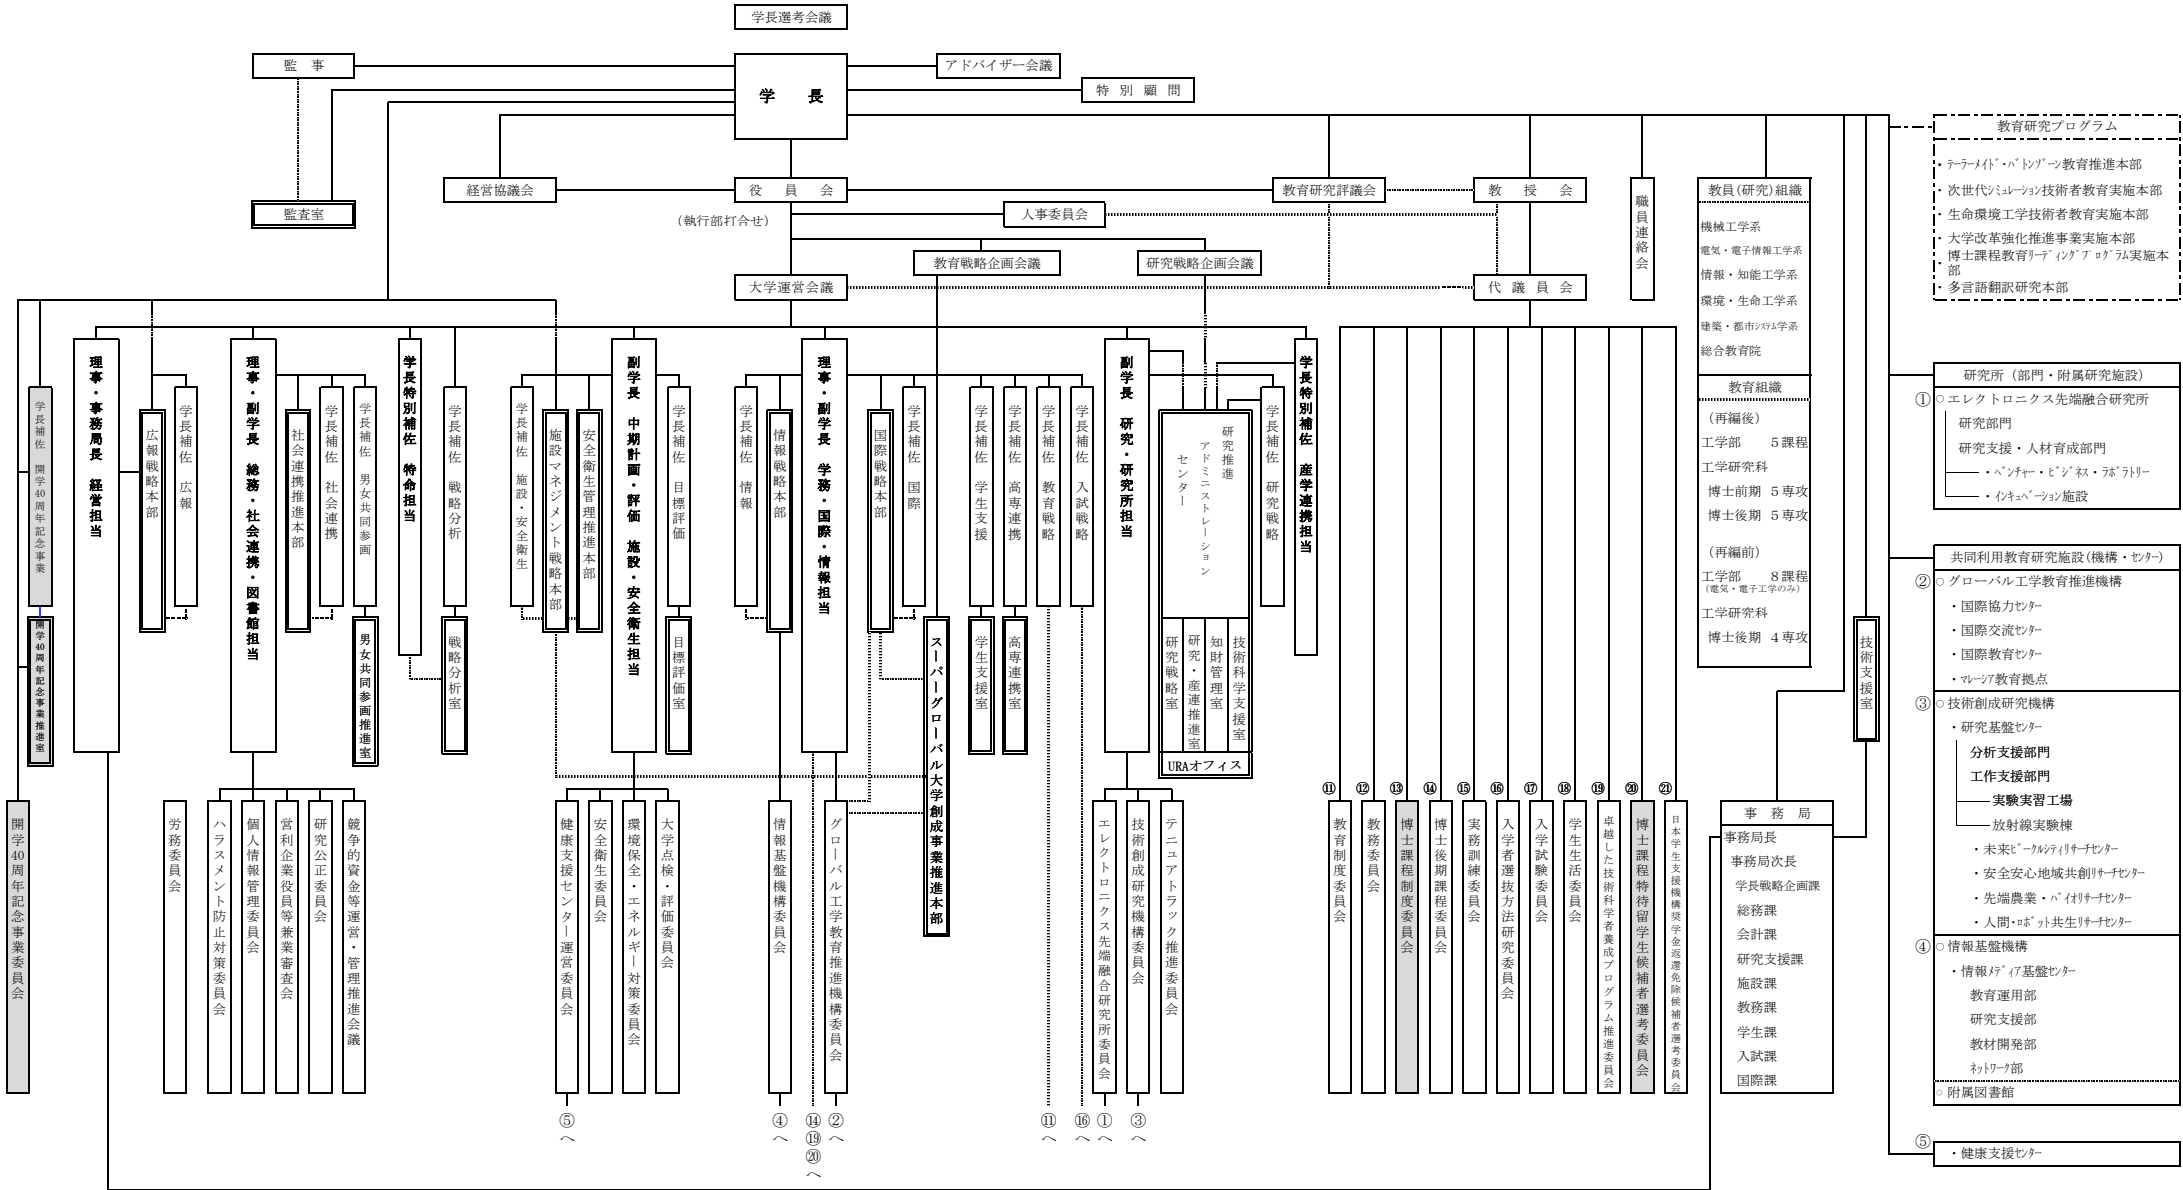 学長選考会議
監　事
学　長
アドバイザー会議
特 別 顧 問
監査室
経営協議会
役　員　会
教育研究評議会
教　授　会
（執行部打合せ）
人事委員会
教育戦略企画会議
研究戦略企画会議
大学運営会議
代 議 員 会
職員連絡会
教員（研究）組織
機械工学系
電気・電子情報工学系
情報・知能工学系
環境・生命工学系
建築・都市ｼｽﾃﾑ学系
総合教育院
教育組織
（再編後）
工学部　５課程
工学研究科
博士前期 ５専攻
博士後期 ５専攻
（再編前）
工学部　８課程
（電気・電子工学のみ）
工学研究科
博士後期 ４専攻
教育研究プログラム
・ﾃｰﾗｰﾒｲﾄﾞ・ﾊﾞﾄﾝｿﾞｰﾝ教育推進本部
・次世代ｼﾐｭﾚｰｼｮﾝ技術者教育実施本部
・生命環境工学技術者教育実施本部
・大学改革強化推進事業実施本部
・博士課程教育ﾘｰﾃﾞｨﾝｸﾞﾌﾟﾛｸﾞﾗﾑ実施本
部
・多言語翻訳研究本部
研究所（部門・附属研究施設）
①○エレクトロニクス先端融合研究所
研究部門
研究支援・人材育成部門
・ﾍﾞﾝﾁｬｰ・ﾋﾞｼﾞﾈｽ・ﾗﾎﾞﾗﾄﾘｰ
・ｲﾝｷｭﾍﾞｰｼｮﾝ施設
共同利用教育研究施設（機構・ｾﾝﾀｰ）
②○グローバル工学教育推進機構
・国際協力ｾﾝﾀｰ
・国際交流ｾﾝﾀｰ
・国際教育ｾﾝﾀｰ
・ﾏﾚｰｼｱ教育拠点
③○技術創成研究機構
・研究基盤ｾﾝﾀｰ
分析支援部門
工作支援部門
実験実習工場
放射線実験棟
・未来ﾋﾞｰｸﾙｼﾃｨﾘｻｰﾁｾﾝﾀｰ
・安全安心地域共創ﾘｻｰﾁｾﾝﾀｰ
・先端農業・ﾊﾞｲｵﾘｻｰﾁｾﾝﾀｰ
・人間・ﾛﾎﾞｯﾄ共生ﾘｻｰﾁｾﾝﾀｰ
④○情報基盤機構
・情報ﾒﾃﾞｨｱ基盤ｾﾝﾀｰ
教育運用部
研究支援部
教材開発部
ﾈｯﾄﾜｰｸ部
○附属図書館
⑤・健康支援ｾﾝﾀｰ
学長補佐　開学40周年記念事業
開学40周年記念事業推進室
開学40周年記念事業委員会
理事・事務局長　経営担当
広報戦略本部
学長補佐　広報
理事・副学長　総務・社会連携・図書館担当
社会連携推進本部
学長補佐　社会連携
学長補佐　男女共同参画
男女共同参画推進室
学長特別補佐　特命担当
学長補佐　戦略分析
戦略分析室
学長補佐　施設・安全衛生
施設マネジメント戦略本部
安全衛生管理推進本部
副学長　中期計画・評価　施設・安全衛生担当
学長補佐　目標評価
目標評価室
学長補佐　情報
情報戦略本部
理事・副学長　学務・国際・情報担当
国際戦略本部
学長補佐　国際
スーパーグローバル大学創成事業推進本部
学長補佐　学生支援
学生支援室
学長補佐　高専連携
高専連携室
学長補佐　教育戦略
学長補佐　入試戦略
副学長　研究・研究所担当
研究推進
アドミニストレーション
センター
研究戦略室
研究・産連推進室
知財管理室
技術科学支援室
URAオフィス
学長補佐　研究戦略
学長特別補佐　産学連携担当
技術支援室
労務委員会
ハラスメント防止対策委員会
個人情報管理委員会
営利企業役員等兼業審査会
研究公正委員会
競争的資金等運営・管理推進会議
健康支援センター運営委員会
安全衛生委員会
環境保全・エネルギー対策委員会
大学点検・評価委員会
情報基盤機構委員会
グローバル工学教育推進機構委員会
エレクトロニクス先端融合研究所委員会
技術創成研究機構委員会
テニュアトラック推進委員会
⑪教育制度委員会
⑫教務委員会
⑬博士課程制度委員会
⑭博士後期課程委員会
⑮実務訓練委員会
⑯入学者選抜方法研究委員会
⑰入学試験委員会
⑱学生生活委員会
⑲卓越した技術科学者養成プログラム推進委員会
⑳博士課程特待留学生候補者選考委員会
㉑日本学生支援機構奨学金返還免除候補者選考委員会
事　務　局
事務局長
事務局次長
学長戦略企画課
総務課
会計課
研究支援課
施設課
教務課
学生課
入試課
国際課
⑤へ
④へ
⑭⑲⑳へ
②へ
⑪へ
⑯へ
①へ
③へ